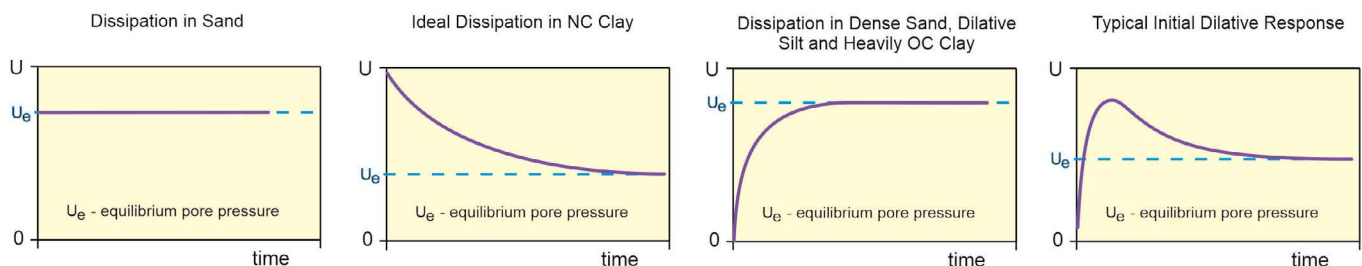 Dissipation in Sand
U
Ue
Ue - equilibrium pore pressure
0
time
Ideal Dissipation in NC Clay
U
Ue
Ue - equilibrium pore pressure
0
time
Dissipation in Dense Sand, Dilative
Silt and Heavily OC Clay
U
Ue
Ue - equilibrium pore pressure
0
time
Typical Initial Dilative Response
U
Ue
Ue - equilibrium pore pressure
0
time